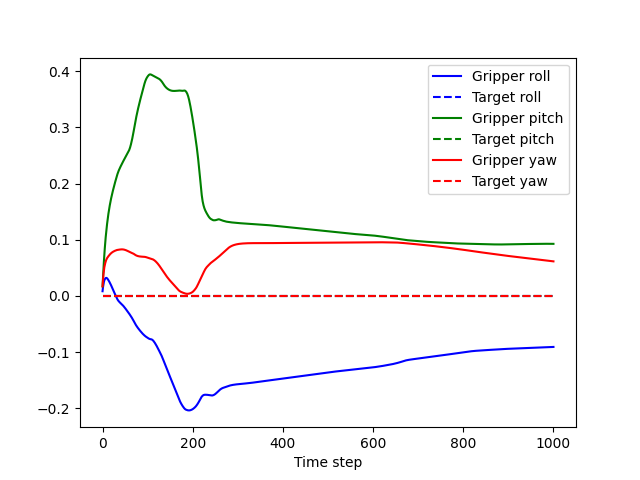 0.4
0.3
0.2
0.1
0.0
−0.1
−0.2
0
200
400
600
800
1000
Time step
Gripper roll
Target roll
Gripper pitch
Target pitch
Gripper yaw
Target yaw